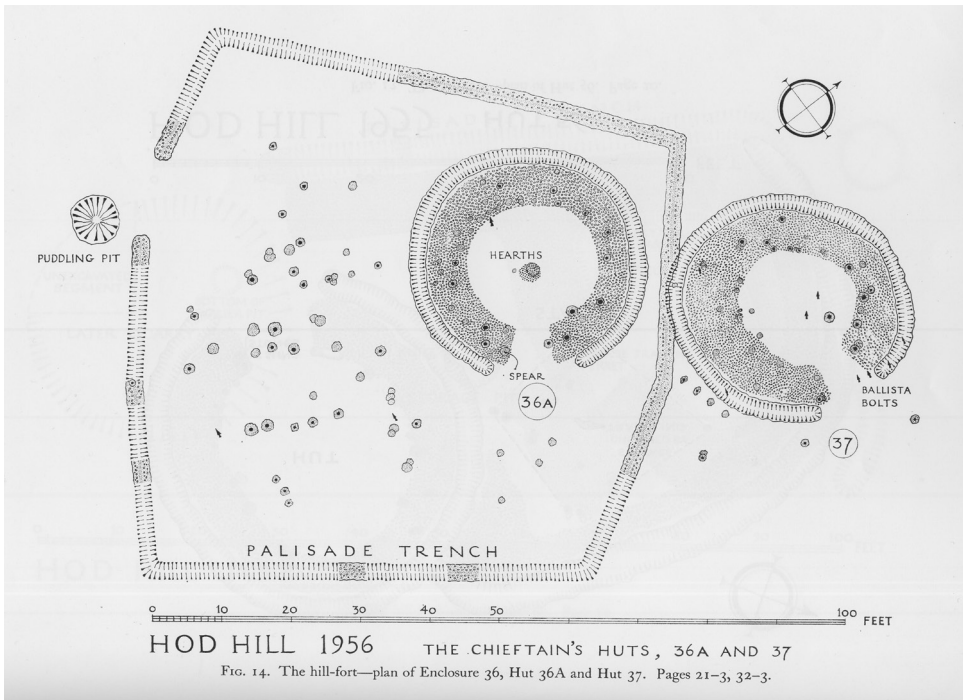 PUDDLING PIT
HEARTHS
SPEAR
36A
BALLISTA
BOLTS
37
PALISADE TRENCH
0 10 20 30 40 50 100 FEET
HOD HILL 1956 THE CHIEFTAIN'S HUTS, 36A AND 37
FIG. 14. The hill-fort—plan of Enclosure 36, Hut 36A and Hut 37. Pages 21–3, 32–3.